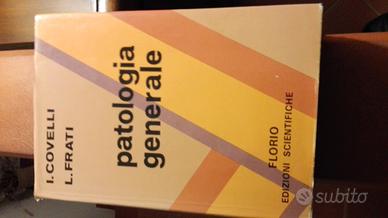 I. COVELLI
L. FRATI
patologia
generale
FLORIO
EDIZIONI SCIENTIFICHE
subito